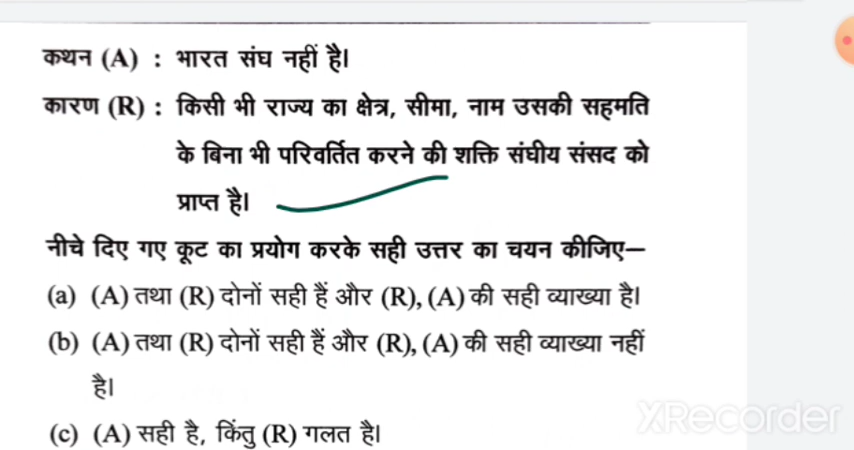 कथन (A) : भारत संघ नहीं है।
कारण (R) : किसी भी राज्य का क्षेत्र, सीमा, नाम उसकी सहमति
के बिना भी परिवर्तित करने की शक्ति संघीय संसद को
प्राप्त है।
नीचे दिए गए कूट का प्रयोग करके सही उत्तर का चयन कीजिए—
(a) (A) तथा (R) दोनों सही हैं और (R), (A) की सही व्याख्या है।
(b) (A) तथा (R) दोनों सही हैं और (R), (A) की सही व्याख्या नहीं
है।
(c) (A) सही है, किंतु (R) गलत है।
XRecorder